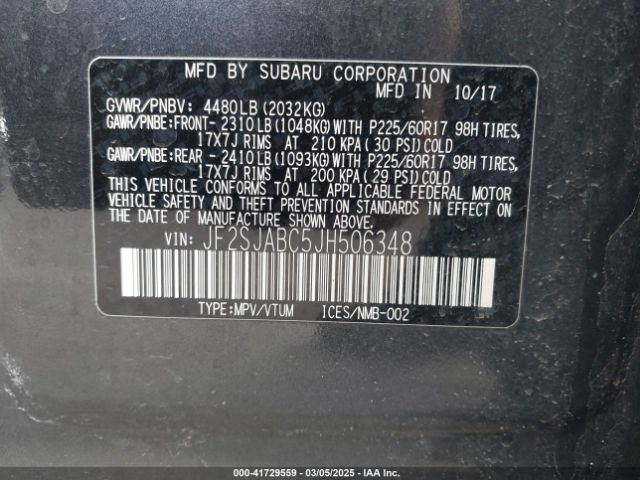 MFD BY SUBARU CORPORATION
MFD IN 10/17
GVWR/PNBV: 4480LB(2032KG)
GAWR/PNBE:FRONT- 2310LB(1048KG)WITH P225/60R17 98H TIRES,
17X7J RIMS AT 210 KPA(30 PSI)COLD
GAWR/PNBE:REAR - 2410LB(1093KG)WITH P225/60R17 98H TIRES,
17X7J RIMS AT 200 KPA(29 PSI)COLD
THIS VEHICLE CONFORMS TO ALL APPLICABLE FEDERAL MOTOR
VEHICLE SAFETY AND THEFT PREVENTION STANDARDS IN EFFECT ON
THE DATE OF MANUFACTURE SHOWN ABOVE.
VIN: JF2SJABC5JH506348
TYPE:MPV/VTUM ICES/NMB-002
000-41729559 — 03/05/2025 — IAA Inc.